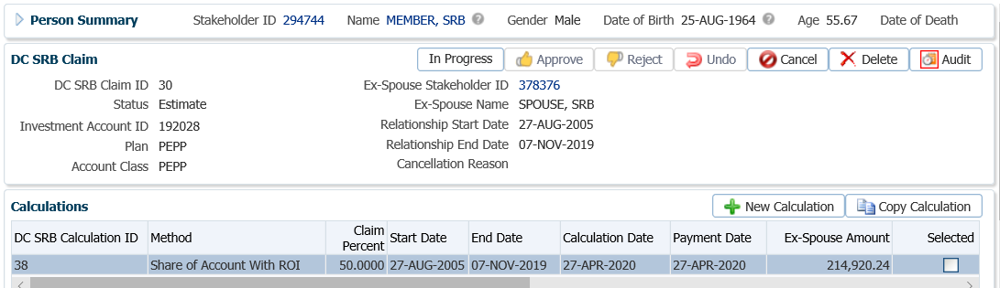 Person Summary Stakeholder ID 294744 Name MEMBER, SRB Gender Male Date of Birth 25-AUG-1964 Age 55.67 Date of Death
DC SRB Claim In Progress Approve Reject Undo Cancel Delete Audit
DC SRB Claim ID 30 Ex-Spouse Stakeholder ID 378376
Status Estimate Ex-Spouse Name SPOUSE, SRB
Investment Account ID 192028 Relationship Start Date 27-AUG-2005
Plan PEPP Relationship End Date 07-NOV-2019
Account Class PEPP Cancellation Reason
Calculations New Calculation Copy Calculation
DC SRB Calculation ID Method Claim Percent Start Date End Date Calculation Date Payment Date Ex-Spouse Amount Selected
38 Share of Account With ROI 50.0000 27-AUG-2005 07-NOV-2019 27-APR-2020 27-APR-2020 214,920.24